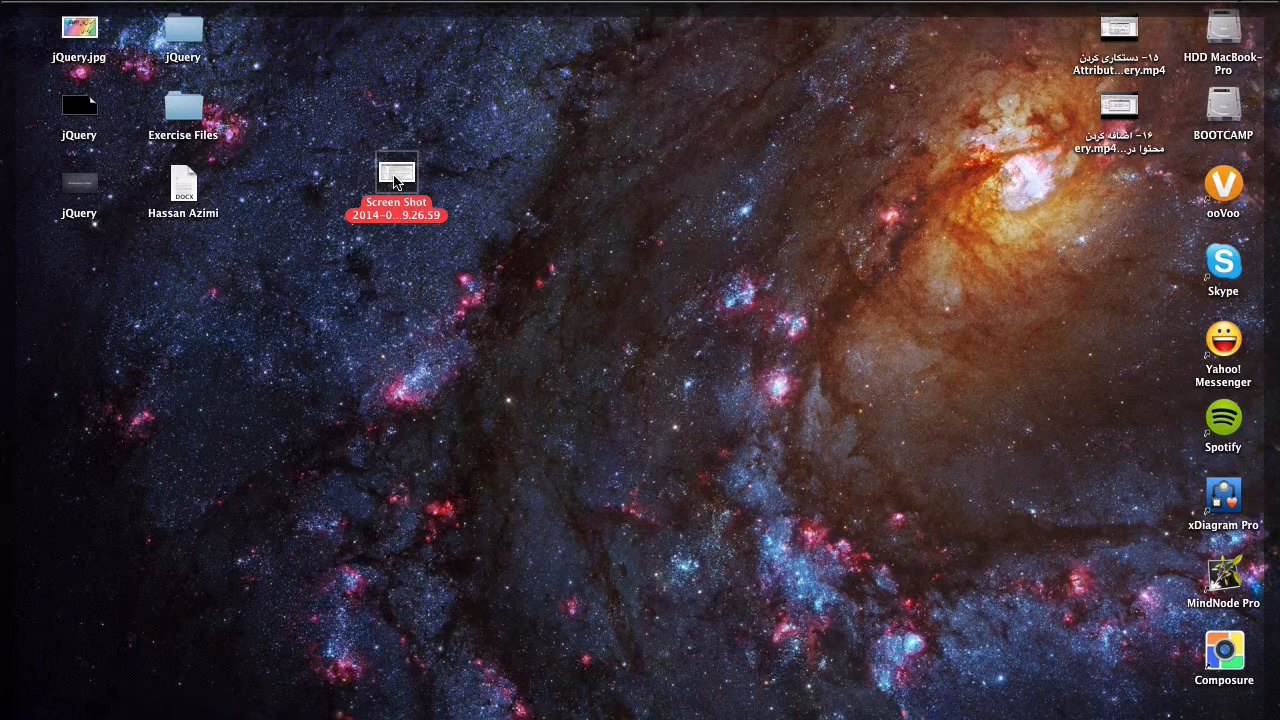 jQuery.jpg
jQuery
jQuery
Exercise Files
jQuery
Hassan Azimi
DOCX
Screen Shot
2014-0...9.26.59
۱۵- دستکاری کردن
Attribut...ery.mp4
۱۶- اضافه کردن
محتوا در...ery.mp4
HDD MacBook-
Pro
BOOTCAMP
ooVoo
Skype
Yahoo!
Messenger
Spotify
xDiagram Pro
MindNode Pro
Composure